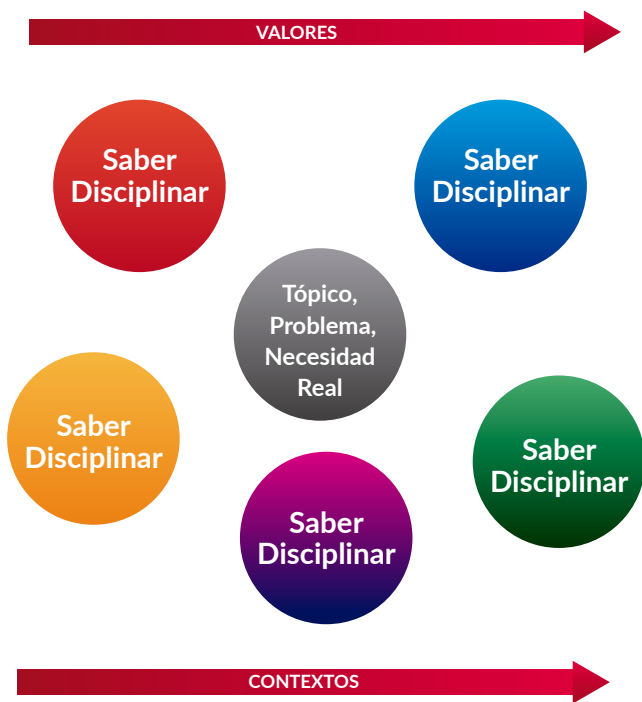 VALORES
Saber
Disciplinar
Saber
Disciplinar
Tópico,
Problema,
Necesidad
Real
Saber
Disciplinar
Saber
Disciplinar
Saber
Disciplinar
CONTEXTOS